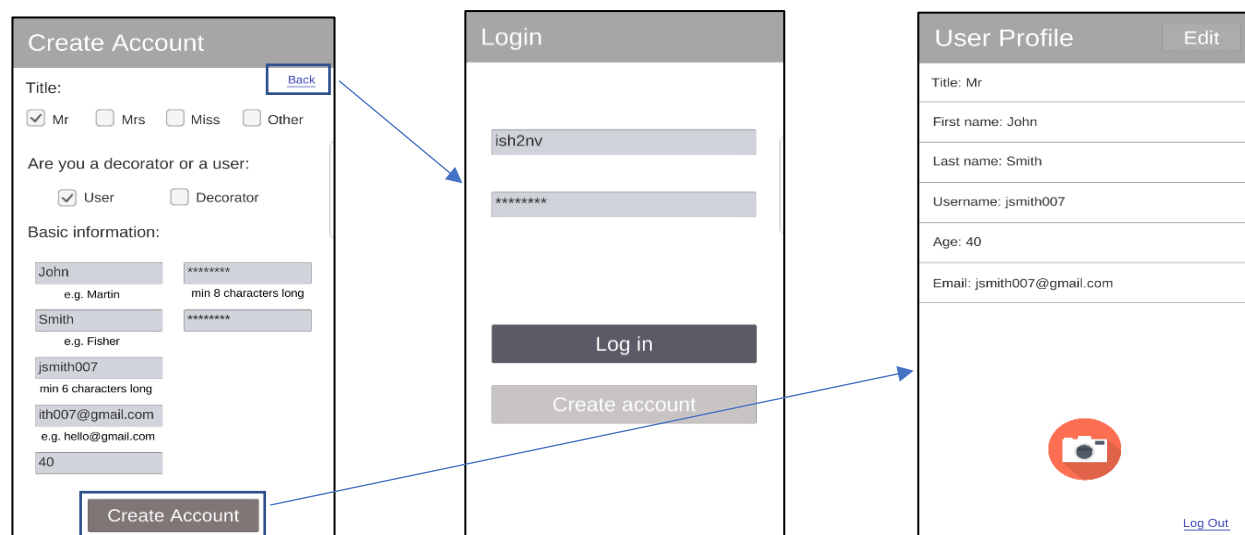 Create Account
Back
Title:
Mr Mrs Miss Other
Are you a decorator or a user:
User Decorator
Basic information:
John ********
e.g. Martin min 8 characters long
Smith ********
e.g. Fisher
jsmith007
min 6 characters long
ith007@gmail.com
e.g. hello@gmail.com
40
Create Account
Login
ish2nv
********
Log in
Create account
User Profile Edit
Title: Mr
First name: John
Last name: Smith
Username: jsmith007
Age: 40
Email: jsmith007@gmail.com
Log Out